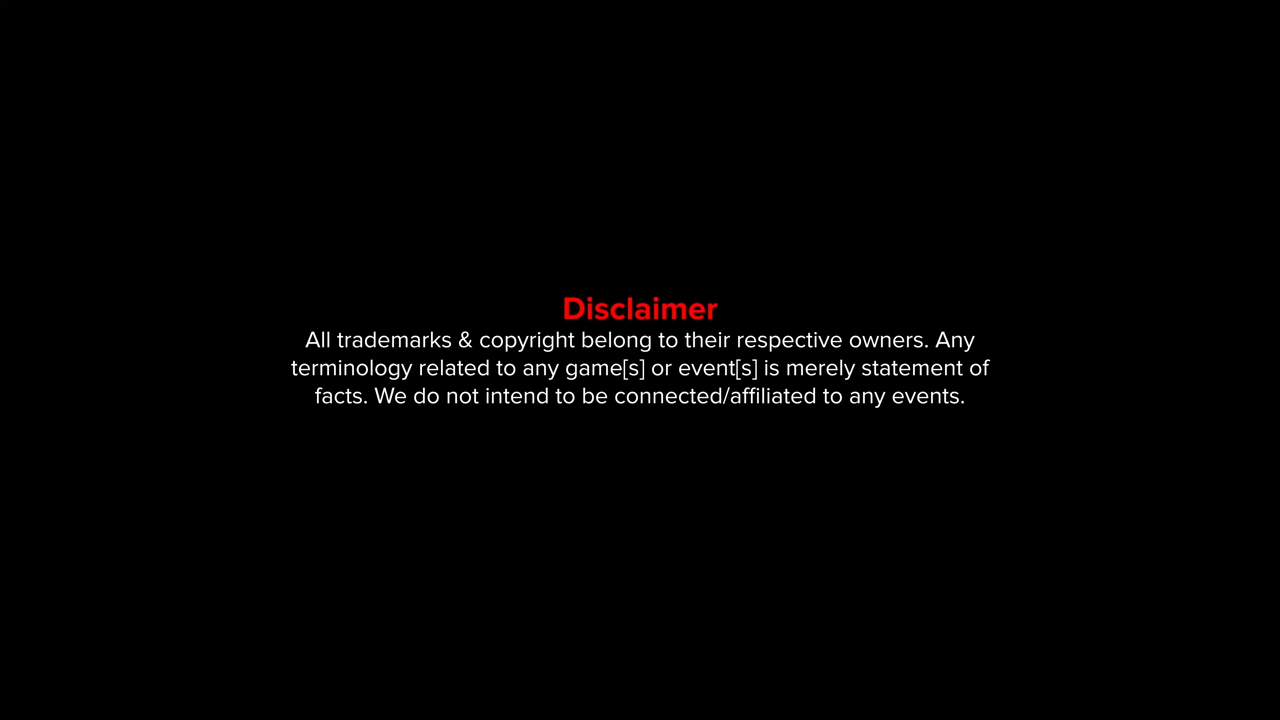 Disclaimer
All trademarks & copyright belong to their respective owners. Any
terminology related to any game[s] or event[s] is merely statement of
facts. We do not intend to be connected/affiliated to any events.